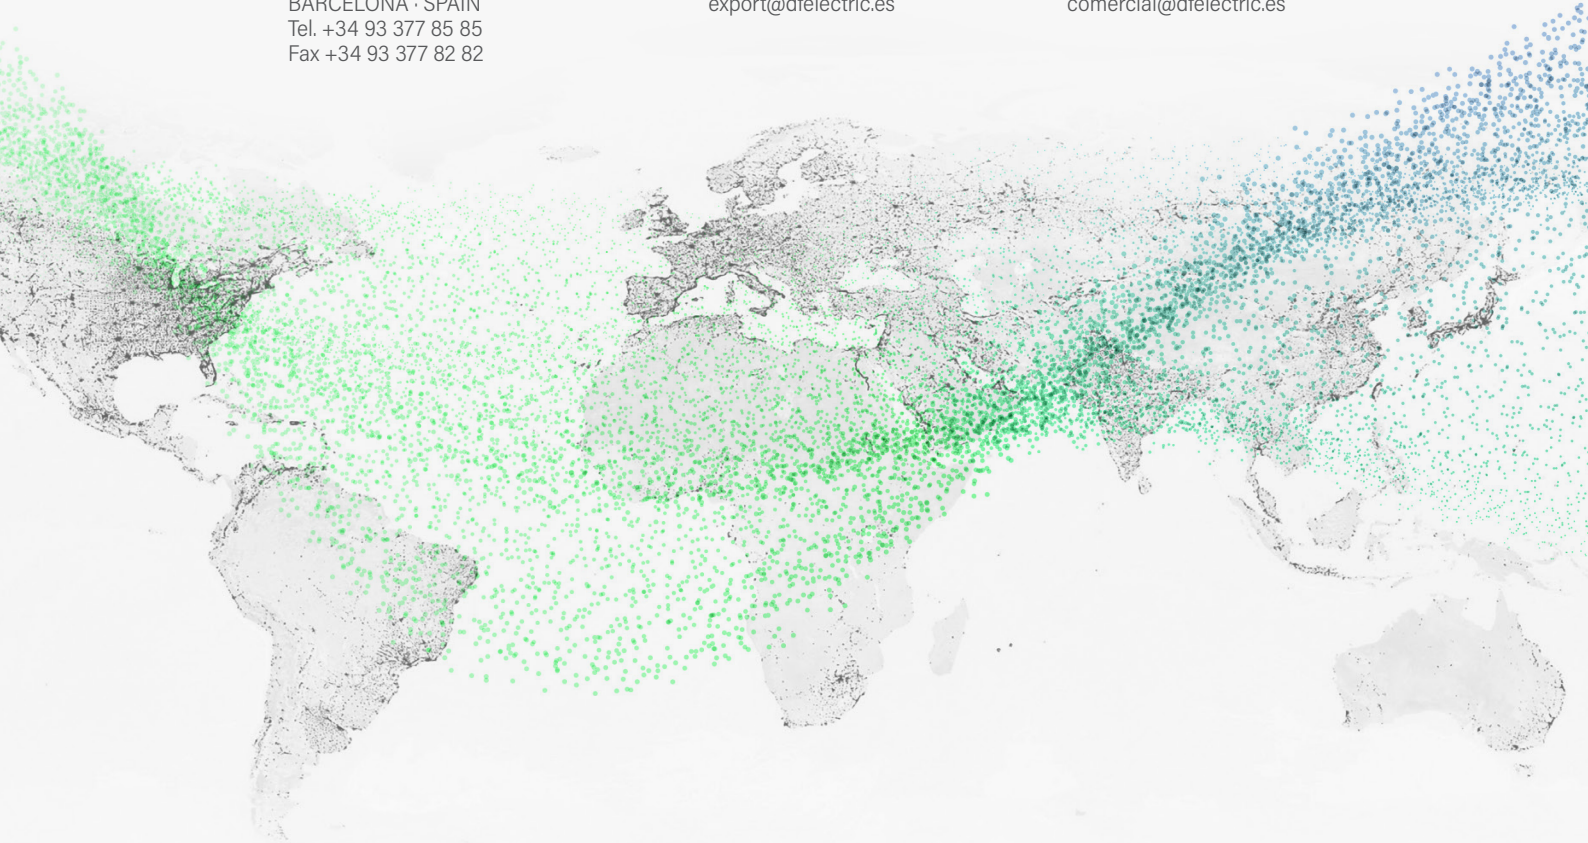 BARCELONA · SPAIN
Tel. +34 93 377 85 85
Fax +34 93 377 82 82
export@dfelectric.es
comercial@dfelectric.es